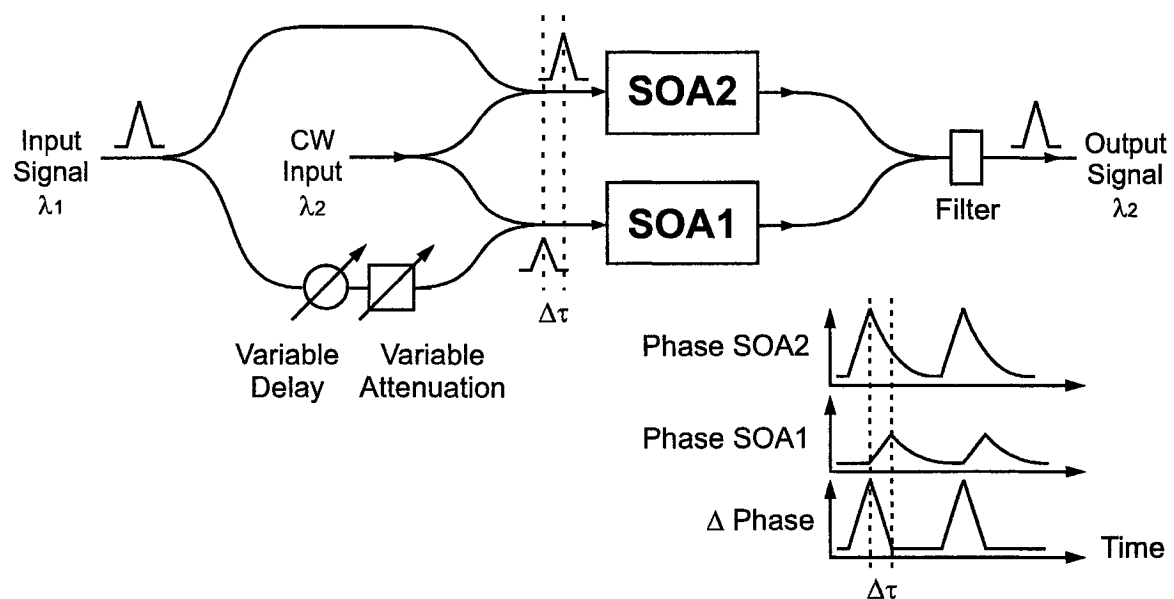 Input
Signal
λ1
CW
Input
λ2
SOA2
SOA1
Filter
Output
Signal
λ2
Δτ
Variable
Delay
Variable
Attenuation
Phase SOA2
Phase SOA1
Δ Phase
Time
Δτ